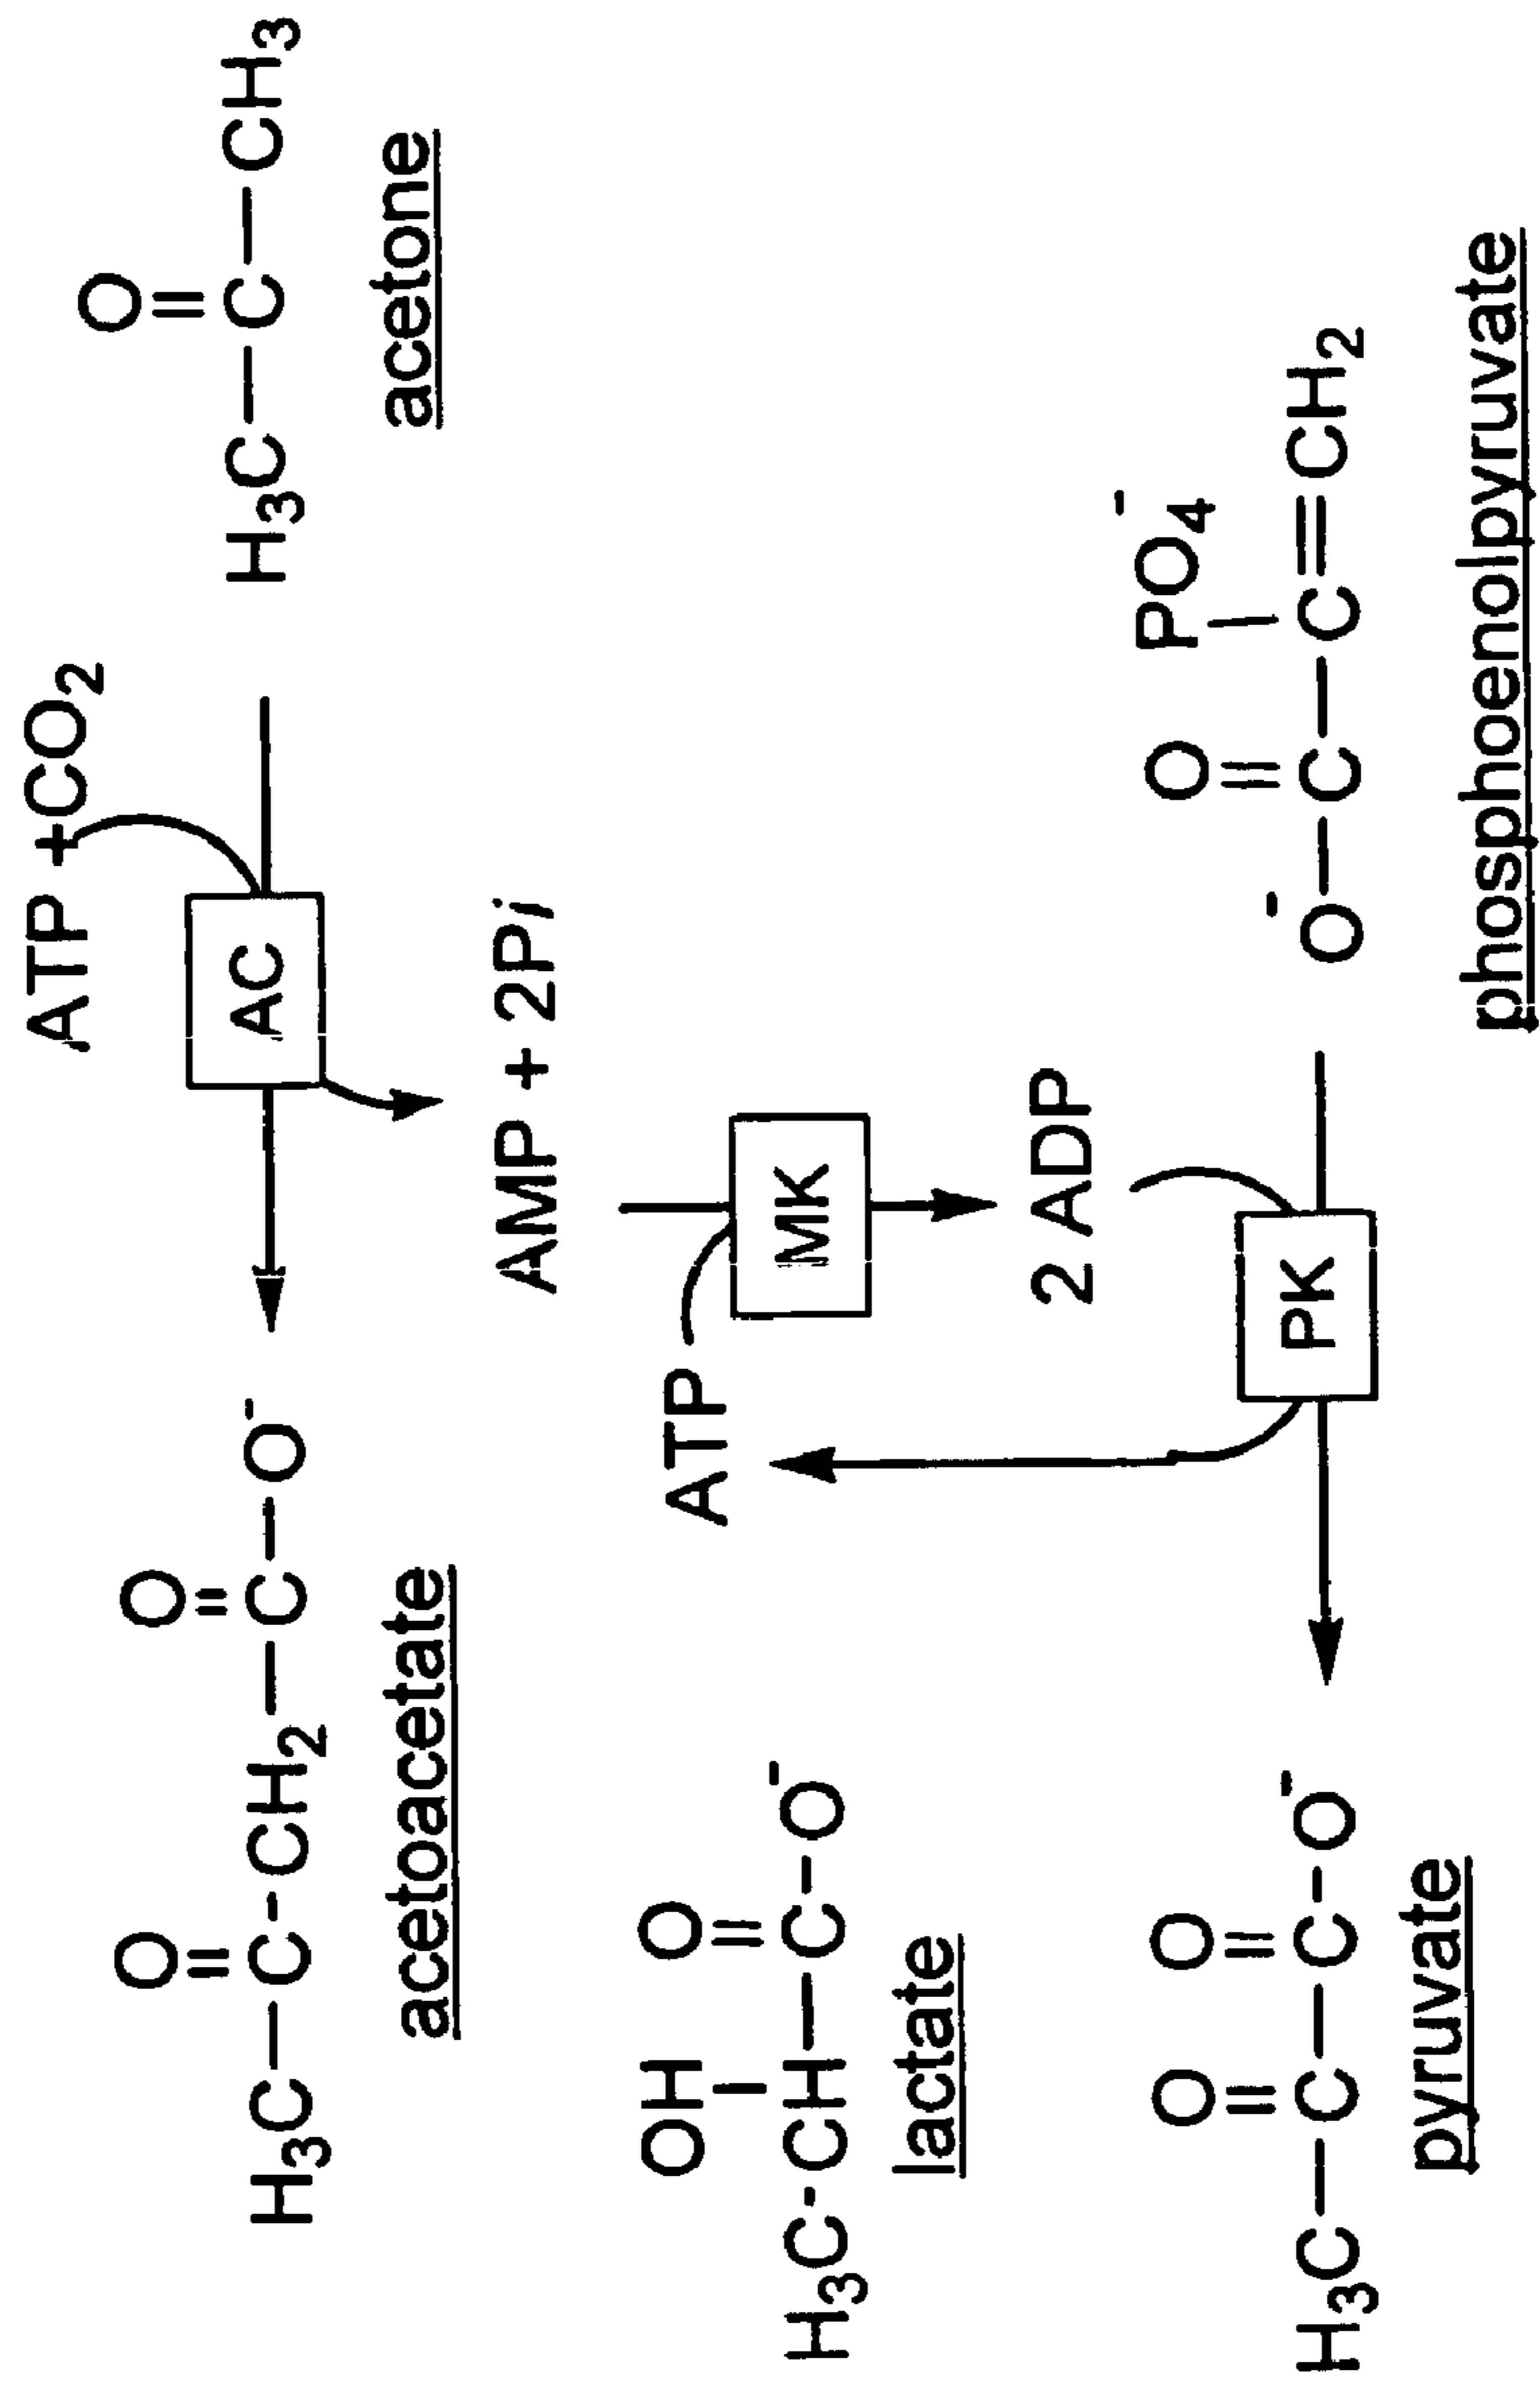 ATP +CO₂
O O O
H₃C—C-CH₂—C—O⁻ AC H₃C—C—CH₃
acetoacetate acetone
AMP + 2Pi
OH O ATP
H₃C-CH—C-O⁻ MK
lactate
2 ADP
O O O PO₄⁻
H₃C—C—C-O⁻ PK ⁻O—C—C=CH₂
pyruvate phosphoenolpyruvate